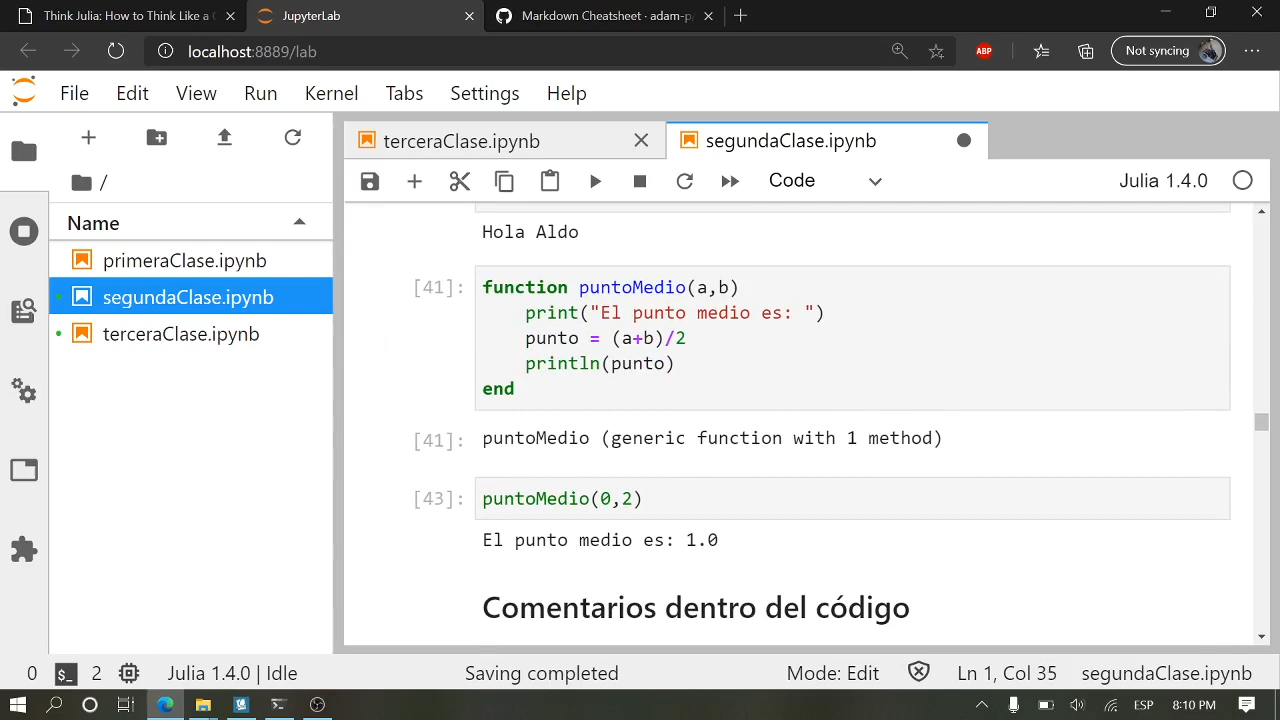 Think Julia: How to Think Like a C
JupyterLab
Markdown Cheatsheet · adam-p/
localhost:8889/lab
ABP
Not syncing
File Edit View Run Kernel Tabs Settings Help
terceraClase.ipynb
segundaClase.ipynb
/
Code
Julia 1.4.0
Name
primeraClase.ipynb
segundaClase.ipynb
terceraClase.ipynb
Hola Aldo
[41]: function puntoMedio(a,b)
print("El punto medio es: ")
punto = (a+b)/2
println(punto)
end
[41]: puntoMedio (generic function with 1 method)
[43]: puntoMedio(0,2)
El punto medio es: 1.0
Comentarios dentro del código
0 $_ 2 Julia 1.4.0 | Idle Saving completed Mode: Edit Ln 1, Col 35 segundaClase.ipynb
ESP 8:10 PM